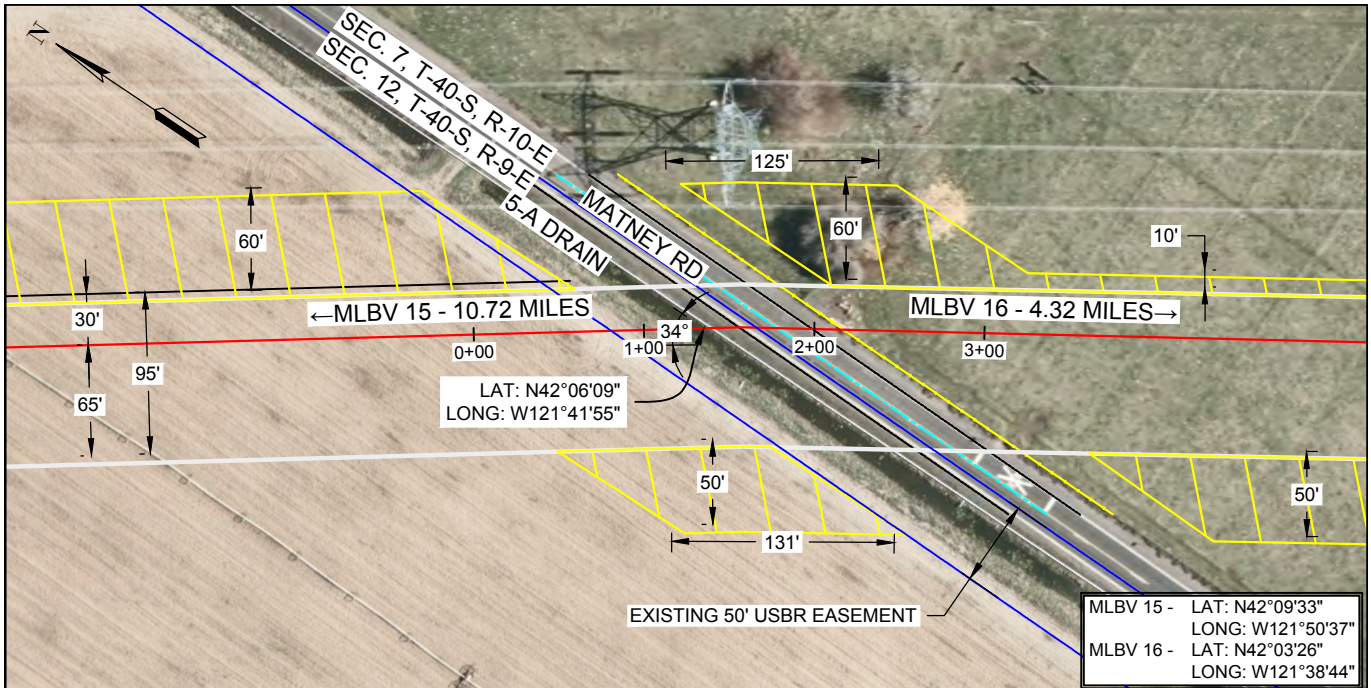 N
SEC. 7, T-40-S, R-10-E
SEC. 12, T-40-S, R-9-E
5-A DRAIN
MATNEY RD
125'
60'
60'
10'
←MLBV 15 - 10.72 MILES
MLBV 16 - 4.32 MILES→
30'
34°
0+00
1+00
2+00
3+00
95'
65'
LAT: N42°06'09"
LONG: W121°41'55"
50'
50'
131'
EXISTING 50' USBR EASEMENT
MLBV 15 - LAT: N42°09'33"
LONG: W121°50'37"
MLBV 16 - LAT: N42°03'26"
LONG: W121°38'44"